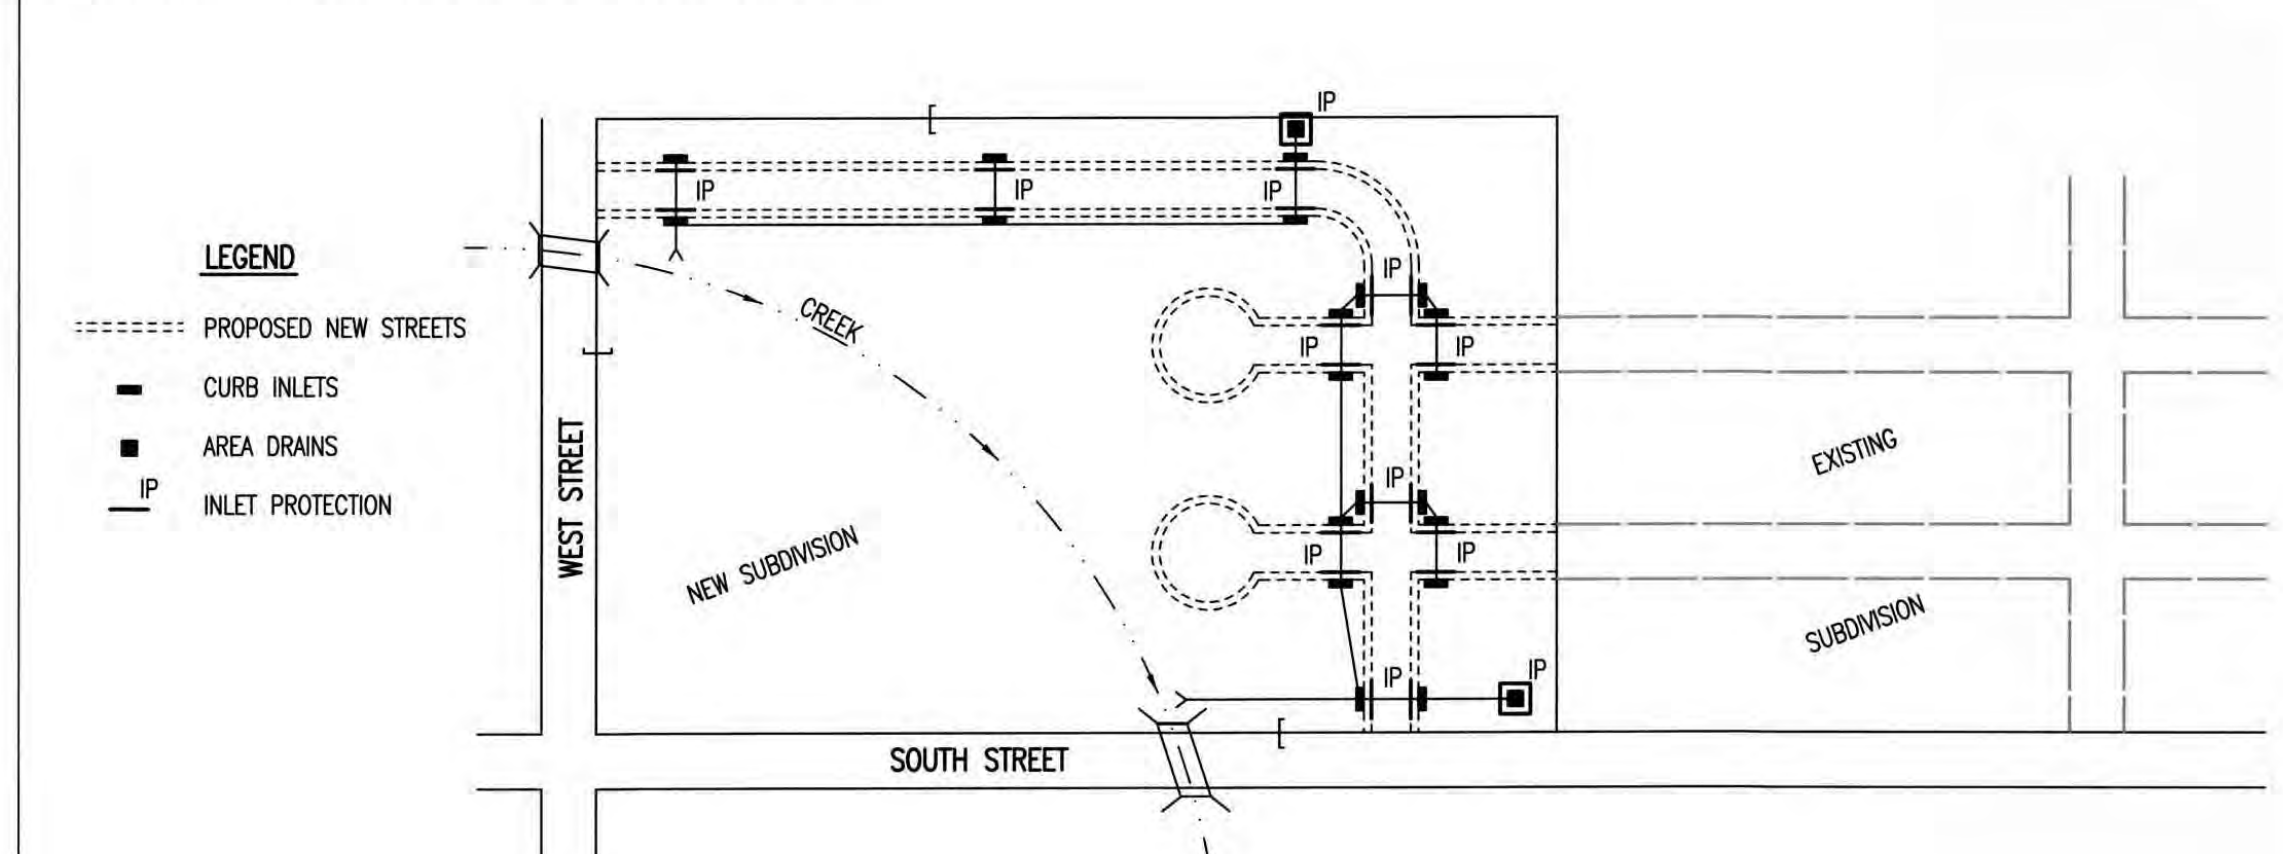 IP
IP
IP
IP
LEGEND
IP
CREEK
PROPOSED NEW STREETS
IP
IP
CURB INLETS
AREA DRAINS
EXISTING
IP
IP
INLET PROTECTION
WEST STREET
IP
IP
NEW SUBDIVISION
SUBDIVISION
IP
IP
SOUTH STREET